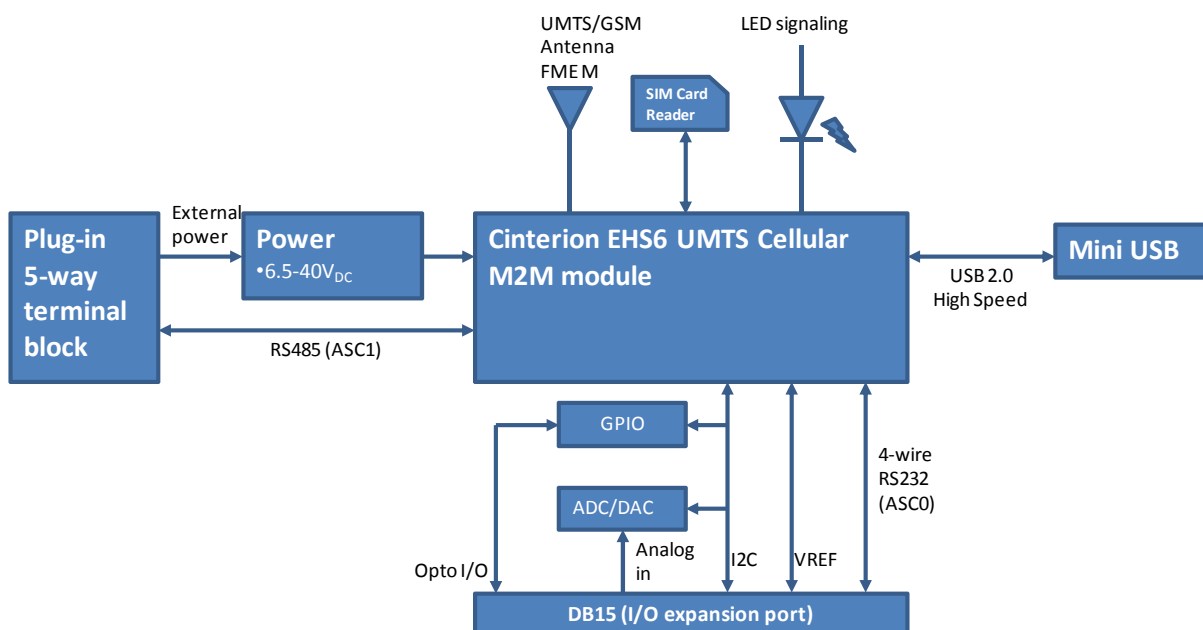 UMTS/GSM
Antenna
FME M
LED signaling
SIM Card
Reader
Plug-in
5-way
terminal
block
External
power
Power
•6.5-40VDC
Cinterion EHS6 UMTS Cellular
M2M module
Mini USB
USB 2.0
High Speed
RS485 (ASC1)
GPIO
4-wire
RS232
(ASC0)
ADC/DAC
Opto I/O
Analog
in
I2C
VREF
DB15 (I/O expansion port)